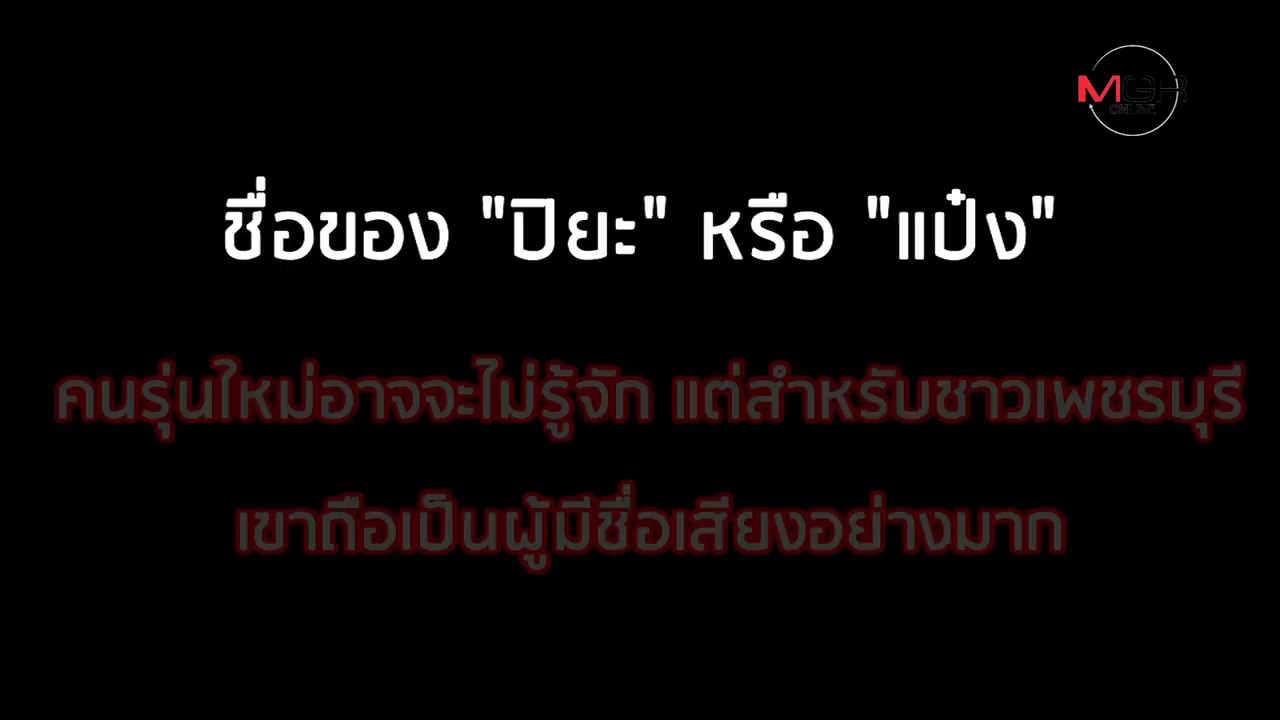 MGR
ONLINE
ชื่อของ "ปิยะ" หรือ "แป๋ง"
คนรุ่นใหม่อาจจะไม่รู้จัก แต่สำหรับชาวเพชรบุรี
เขาถือเป็นผู้มีชื่อเสียงอย่างมาก